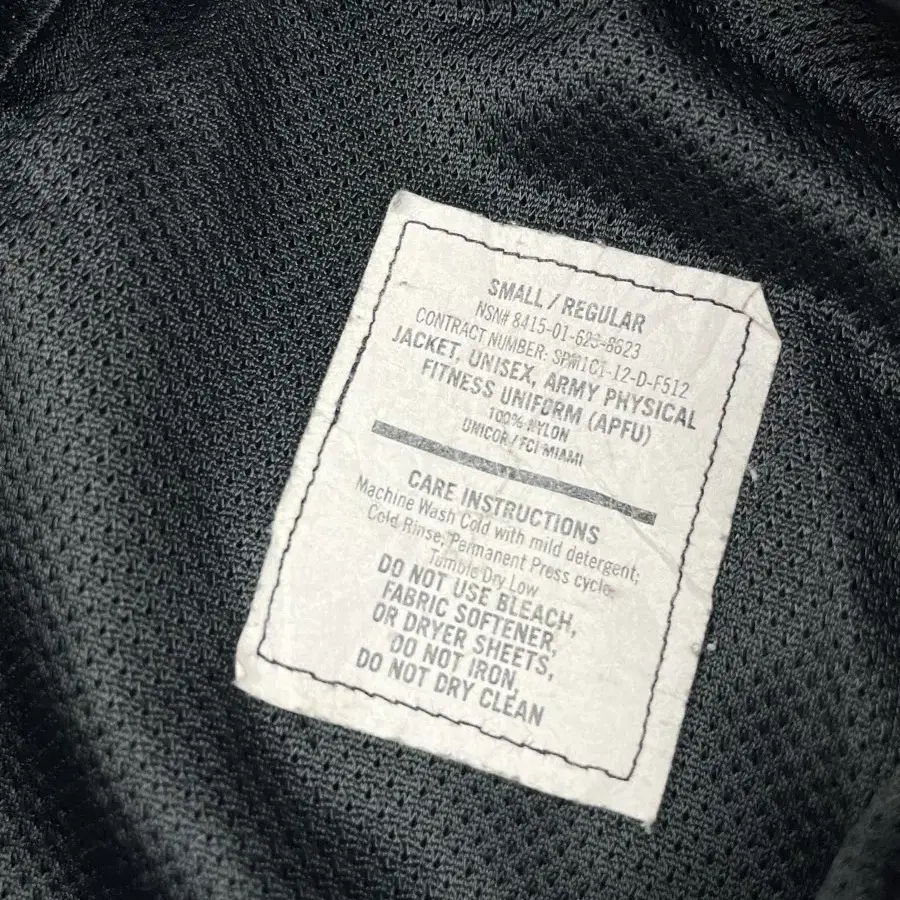 SMALL / REGULAR
NSN# 8415-01-623-8623
CONTRACT NUMBER: SPM1C1-12-D-F512
JACKET, UNISEX, ARMY PHYSICAL
FITNESS UNIFORM (APFU)
100% NYLON
UNICOR / FCI MIAMI
CARE INSTRUCTIONS
Machine Wash Cold with mild detergent;
Cold Rinse; Permanent Press cycle
Tumble Dry Low
DO NOT USE BLEACH,
FABRIC SOFTENER,
OR DRYER SHEETS,
DO NOT IRON,
DO NOT DRY CLEAN